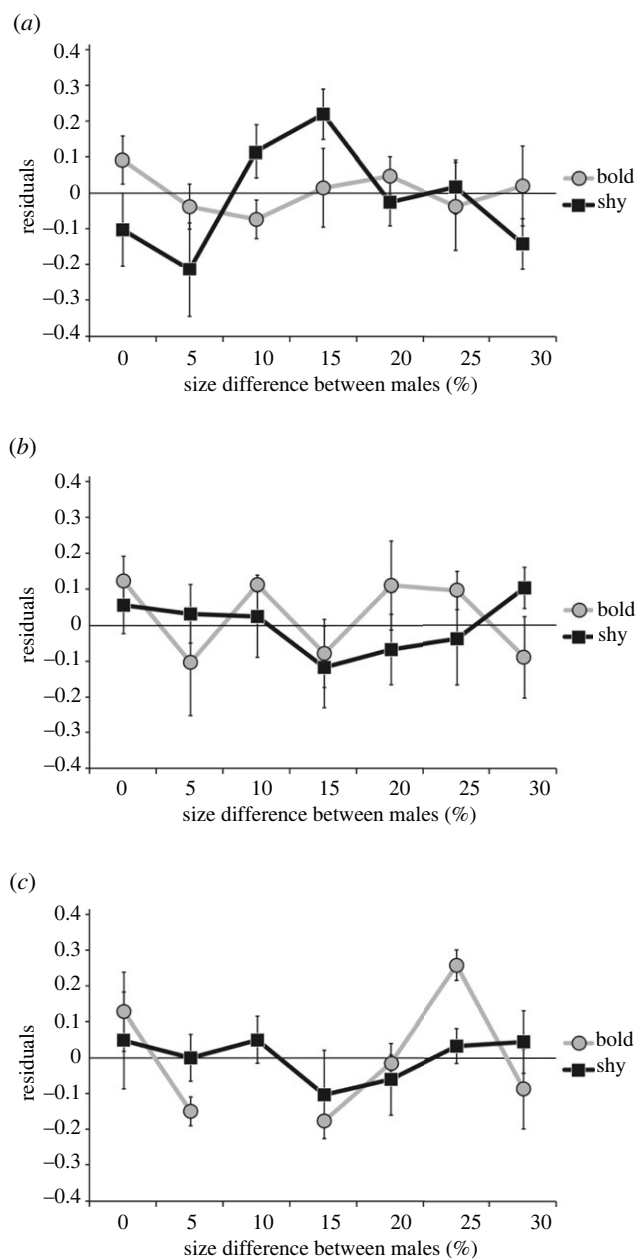 (a)
0.4
0.3
0.2
0.1
0
–0.1
–0.2
–0.3
–0.4
residuals
bold
shy
0 5 10 15 20 25 30
size difference between males (%)
(b)
0.4
0.3
0.2
0.1
0
–0.1
–0.2
–0.3
–0.4
residuals
bold
shy
0 5 10 15 20 25 30
size difference between males (%)
(c)
0.4
0.3
0.2
0.1
0
–0.1
–0.2
–0.3
–0.4
residuals
bold
shy
0 5 10 15 20 25 30
size difference between males (%)